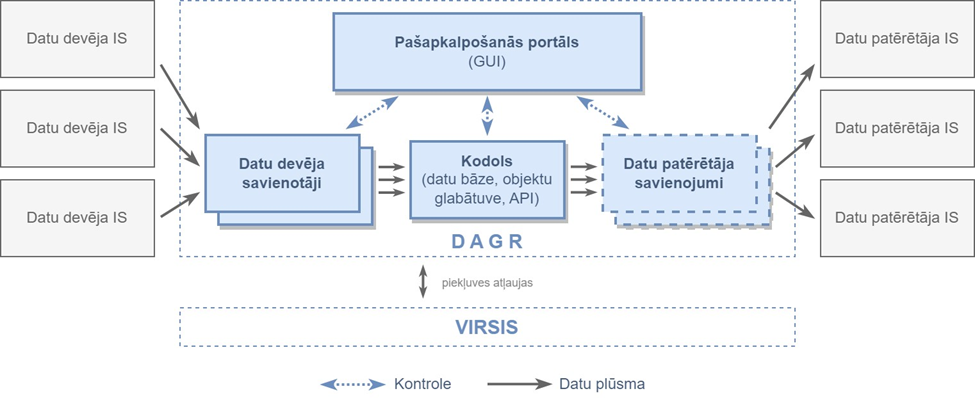 Datu devēja IS
Datu devēja IS
Datu devēja IS
Pašapkalpošanās portāls
(GUI)
Datu devēja
savienotāji
Kodols
(datu bāze, objektu
glabātuve, API)
Datu patērētāja
savienojumi
DAGR
Datu patērētāja IS
Datu patērētāja IS
Datu patērētāja IS
piekļuves atļaujas
VIRSIS
Kontrole
Datu plūsma